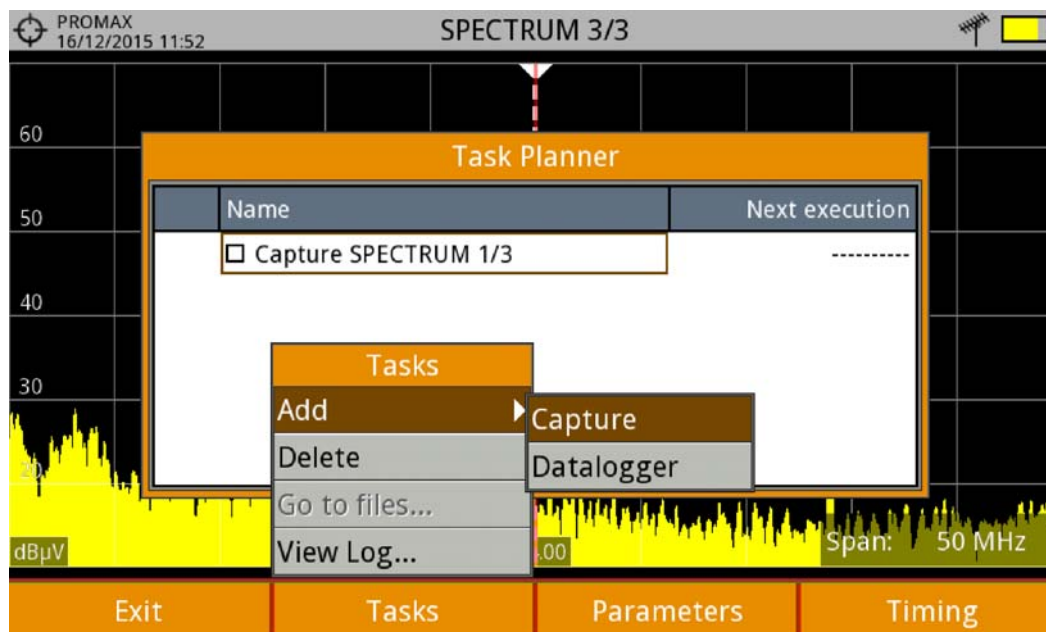 PROMAX
16/12/2015 11:52
SPECTRUM 3/3
60
Task Planner
Name Next execution
50
Capture SPECTRUM 1/3 ----------
40
Tasks
30
Add Capture
Delete Datalogger
20
Go to files...
View Log...
dBµV .00 Span: 50 MHz
Exit Tasks Parameters Timing